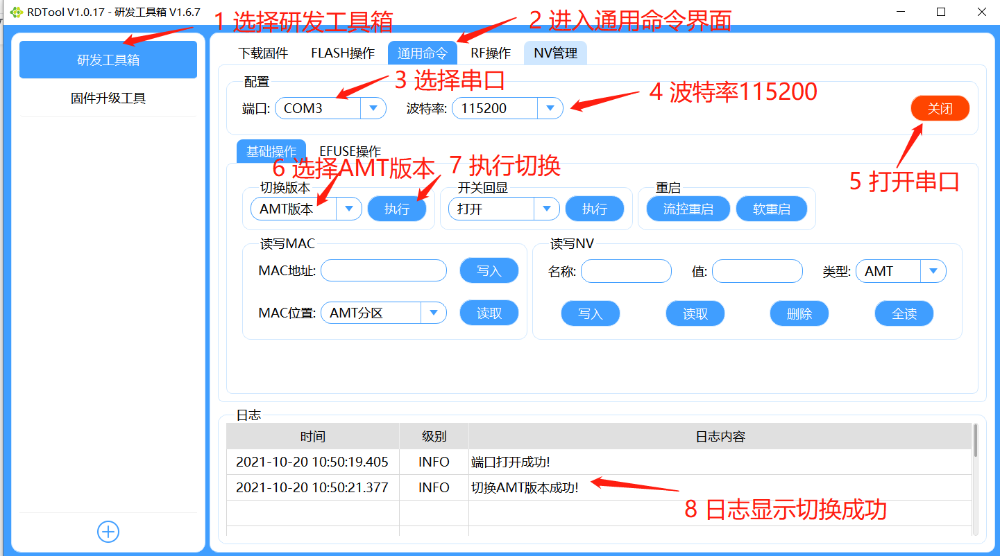 RDTool V1.0.17 - 研发工具箱 V1.6.7
1 选择研发工具箱
2 进入通用命令界面
研发工具箱
固件升级工具
下载固件 FLASH操作 通用命令 RF操作 NV管理
配置
3 选择串口
4 波特率115200
端口: COM3 波特率: 115200 关闭
5 打开串口
基础操作 EFUSE操作
6 选择AMT版本 7 执行切换
切换版本 开关回显 重启
AMT版本 执行 打开 执行 流控重启 软重启
读写MAC 读写NV
MAC地址: 写入 名称: 值: 类型: AMT
MAC位置: AMT分区 读取 写入 读取 删除 全读
日志
时间 级别 日志内容
2021-10-20 10:50:19.405 INFO 端口打开成功!
2021-10-20 10:50:21.377 INFO 切换AMT版本成功!
8 日志显示切换成功